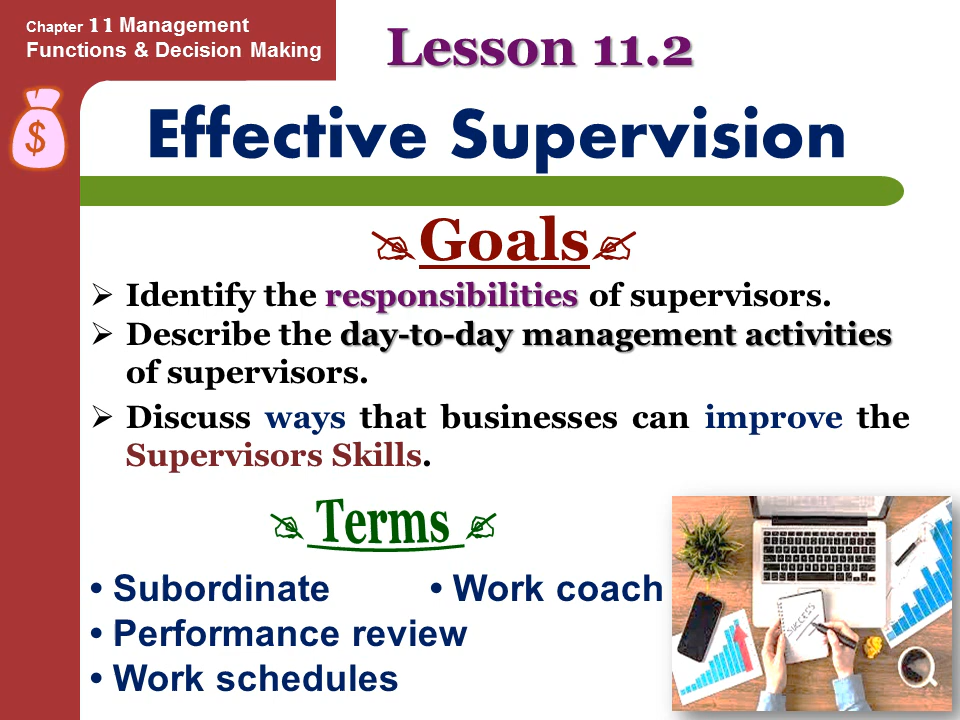 Chapter 11 Management
Functions & Decision Making
Lesson 11.2
$
Effective Supervision
Goals
Identify the responsibilities of supervisors.
Describe the day-to-day management activities
of supervisors.
Discuss ways that businesses can improve the
Supervisors Skills.
Terms
• Subordinate • Work coach
• Performance review
• Work schedules
SUCCESS